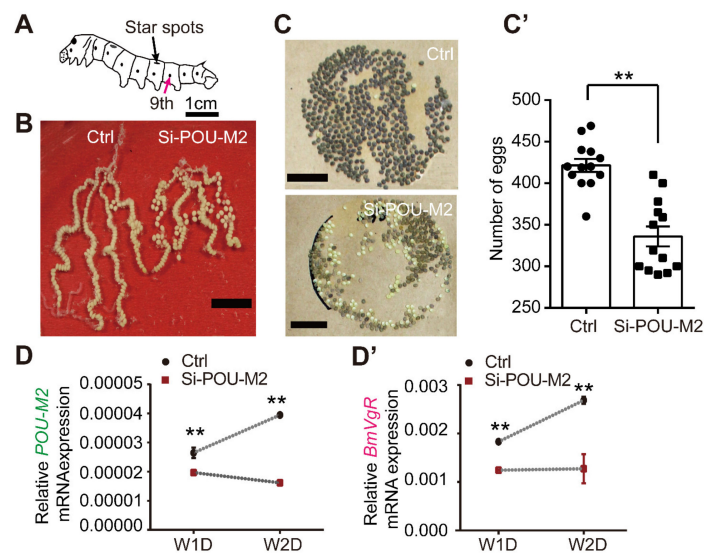 A
Star spots
9th
1cm
B
Ctrl
Si-POU-M2
C
Ctrl
Si-POU-M2
C’
**
Number of eggs
500
450
400
350
300
250
Ctrl
Si-POU-M2
D
Ctrl
Si-POU-M2
Relative POU-M2
mRNAexpression
0.00005
0.00004
0.00003
0.00002
0.00001
0.00000
**
**
W1D
W2D
D’
Ctrl
Si-POU-M2
Relative BmVgR
mRNA expression
0.003
0.002
0.001
0.000
**
**
W1D
W2D